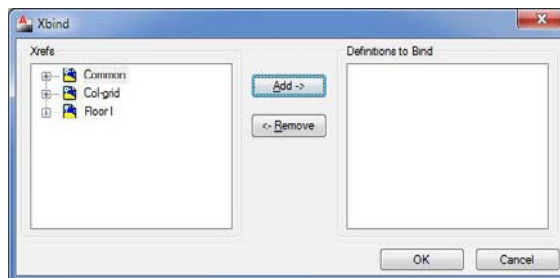 Xbind
Xrefs
Common
Col-grid
Floor1
Add ->
<- Remove
Definitions to Bind
OK
Cancel